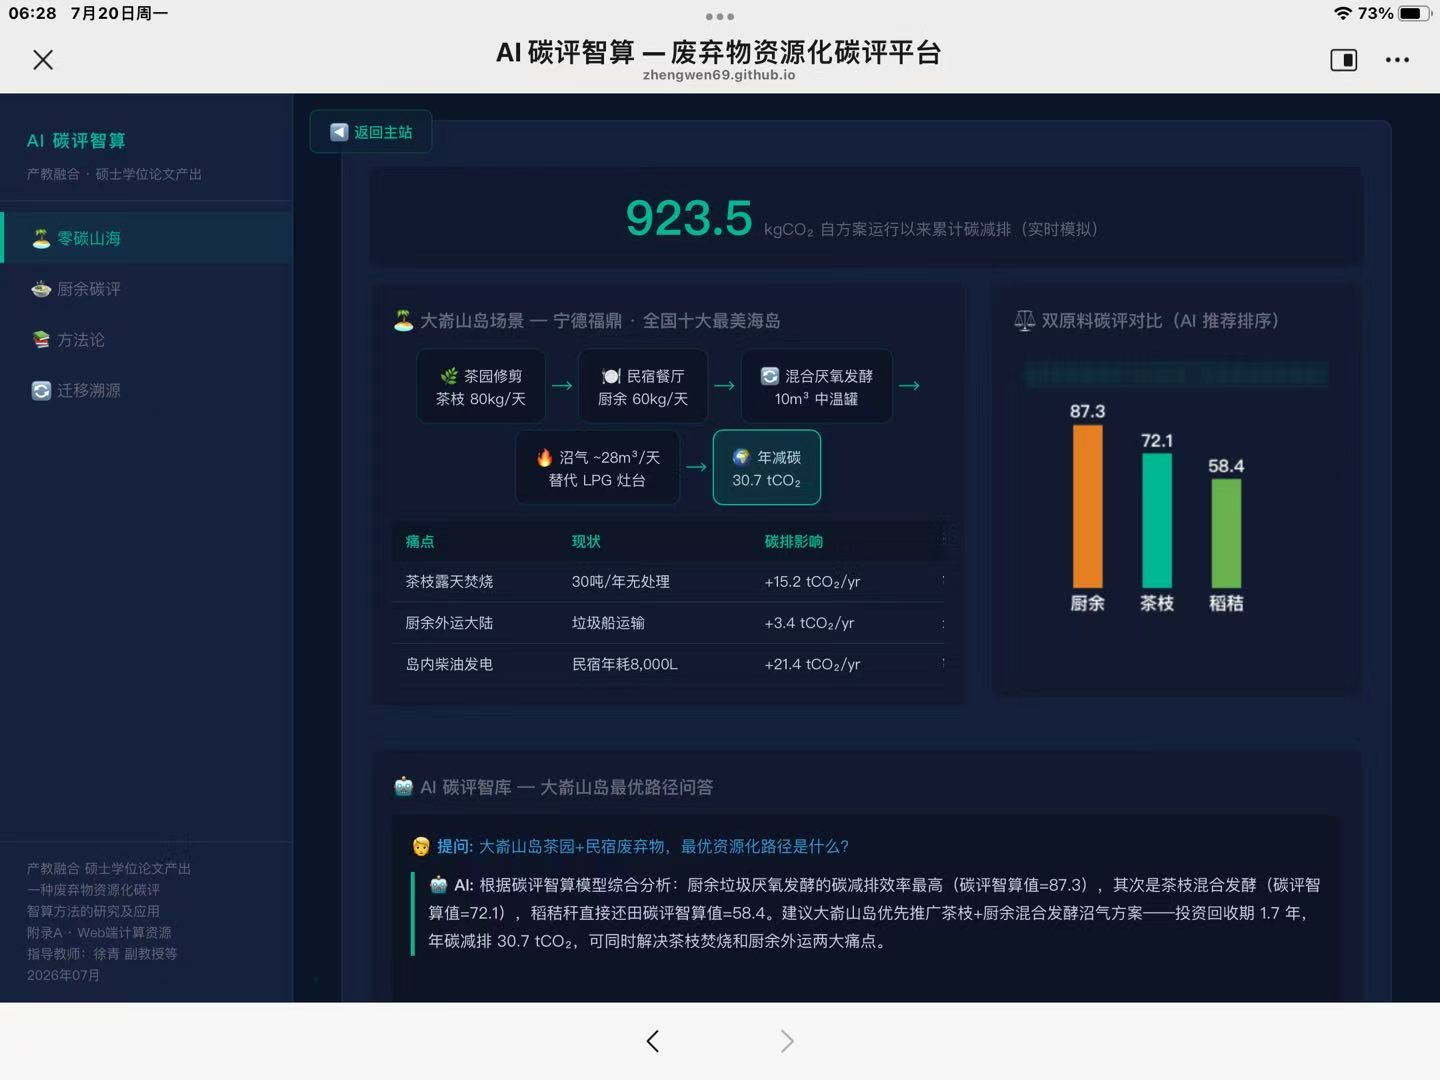 06:28 7月20日周一
73%
AI 碳评智算 — 废弃物资源化碳评平台
zhengwen69.github.io
AI 碳评智算
产教融合 · 硕士学位论文产出
零碳山海
厨余碳评
方法论
迁移溯源
产教融合 硕士学位论文产出
一种废弃物资源化碳评
智算方法的研究及应用
附录A · Web端计算资源
指导教师：徐青 副教授等
2026年07月
返回主站
923.5 kgCO₂ 自方案运行以来累计碳减排（实时模拟）
大嵛山岛场景 — 宁德福鼎 · 全国十大最美海岛
茶园修剪
茶枝 80kg/天
→
民宿餐厅
厨余 60kg/天
→
混合厌氧发酵
10m³ 中温罐
→
沼气 ~28m³/天
替代 LPG 灶台
→
年减碳
30.7 tCO₂
痛点 现状 碳排影响
茶枝露天焚烧 30吨/年无处理 +15.2 tCO₂/yr
厨余外运大陆 垃圾船运输 +3.4 tCO₂/yr
岛内柴油发电 民宿年耗8,000L +21.4 tCO₂/yr
双原料碳评对比（AI 推荐排序）
87.3
72.1
58.4
厨余 茶枝 稻秸
AI 碳评智库 — 大嵛山岛最优路径问答
提问: 大嵛山岛茶园+民宿废弃物，最优资源化路径是什么？
AI: 根据碳评智算模型综合分析：厨余垃圾厌氧发酵的碳减排效率最高（碳评智算值=87.3），其次是茶枝混合发酵（碳评智
算值=72.1），稻秸秆直接还田碳评智算值=58.4。建议大嵛山岛优先推广茶枝+厨余混合发酵沼气方案——投资回收期 1.7 年，
年碳减排 30.7 tCO₂，可同时解决茶枝焚烧和厨余外运两大痛点。